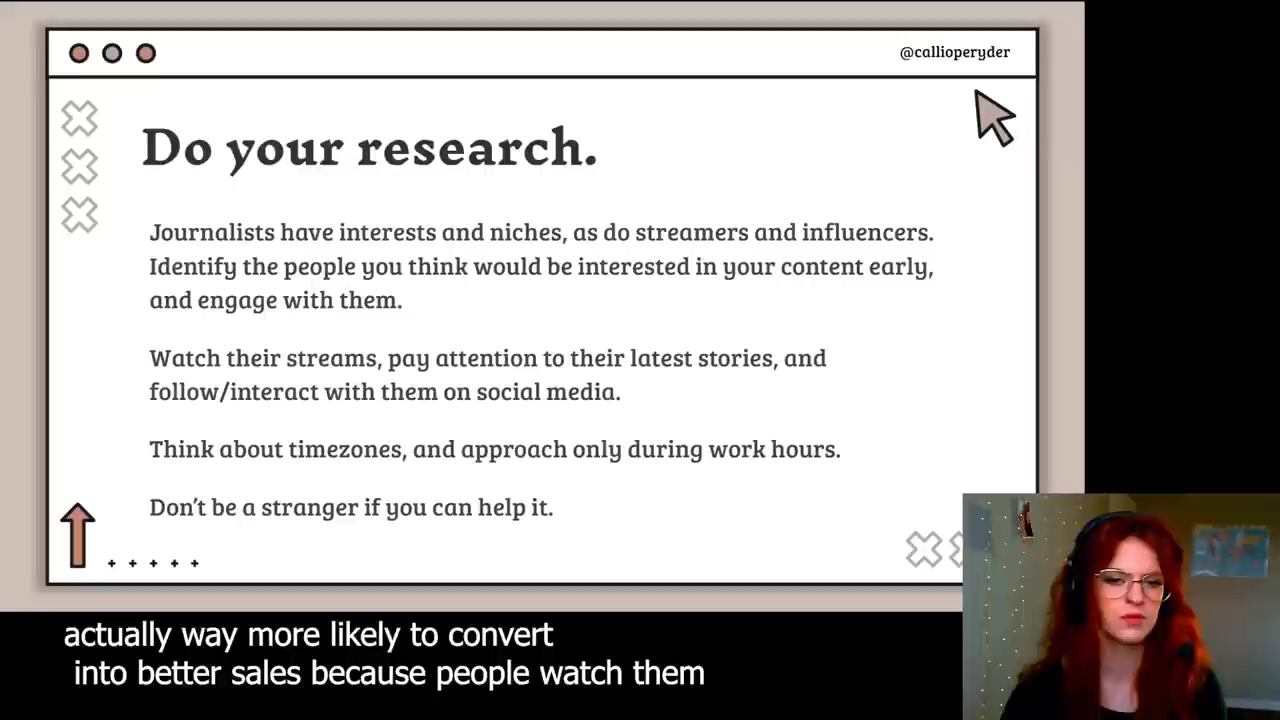 @callioperyder
Do your research.
Journalists have interests and niches, as do streamers and influencers.
Identify the people you think would be interested in your content early,
and engage with them.
Watch their streams, pay attention to their latest stories, and
follow/interact with them on social media.
Think about timezones, and approach only during work hours.
Don't be a stranger if you can help it.
actually way more likely to convert
into better sales because people watch them